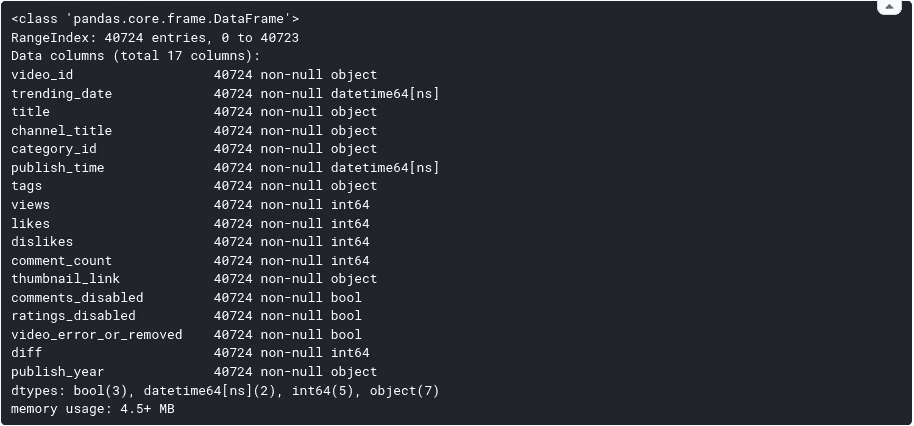 <class 'pandas.core.frame.DataFrame'>
RangeIndex: 40724 entries, 0 to 40723
Data columns (total 17 columns):
video_id                  40724 non-null object
trending_date             40724 non-null datetime64[ns]
title                     40724 non-null object
channel_title             40724 non-null object
category_id               40724 non-null object
publish_time              40724 non-null datetime64[ns]
tags                      40724 non-null object
views                     40724 non-null int64
likes                     40724 non-null int64
dislikes                  40724 non-null int64
comment_count             40724 non-null int64
thumbnail_link            40724 non-null object
comments_disabled         40724 non-null bool
ratings_disabled          40724 non-null bool
video_error_or_removed    40724 non-null bool
diff                      40724 non-null int64
publish_year              40724 non-null object
dtypes: bool(3), datetime64[ns](2), int64(5), object(7)
memory usage: 4.5+ MB